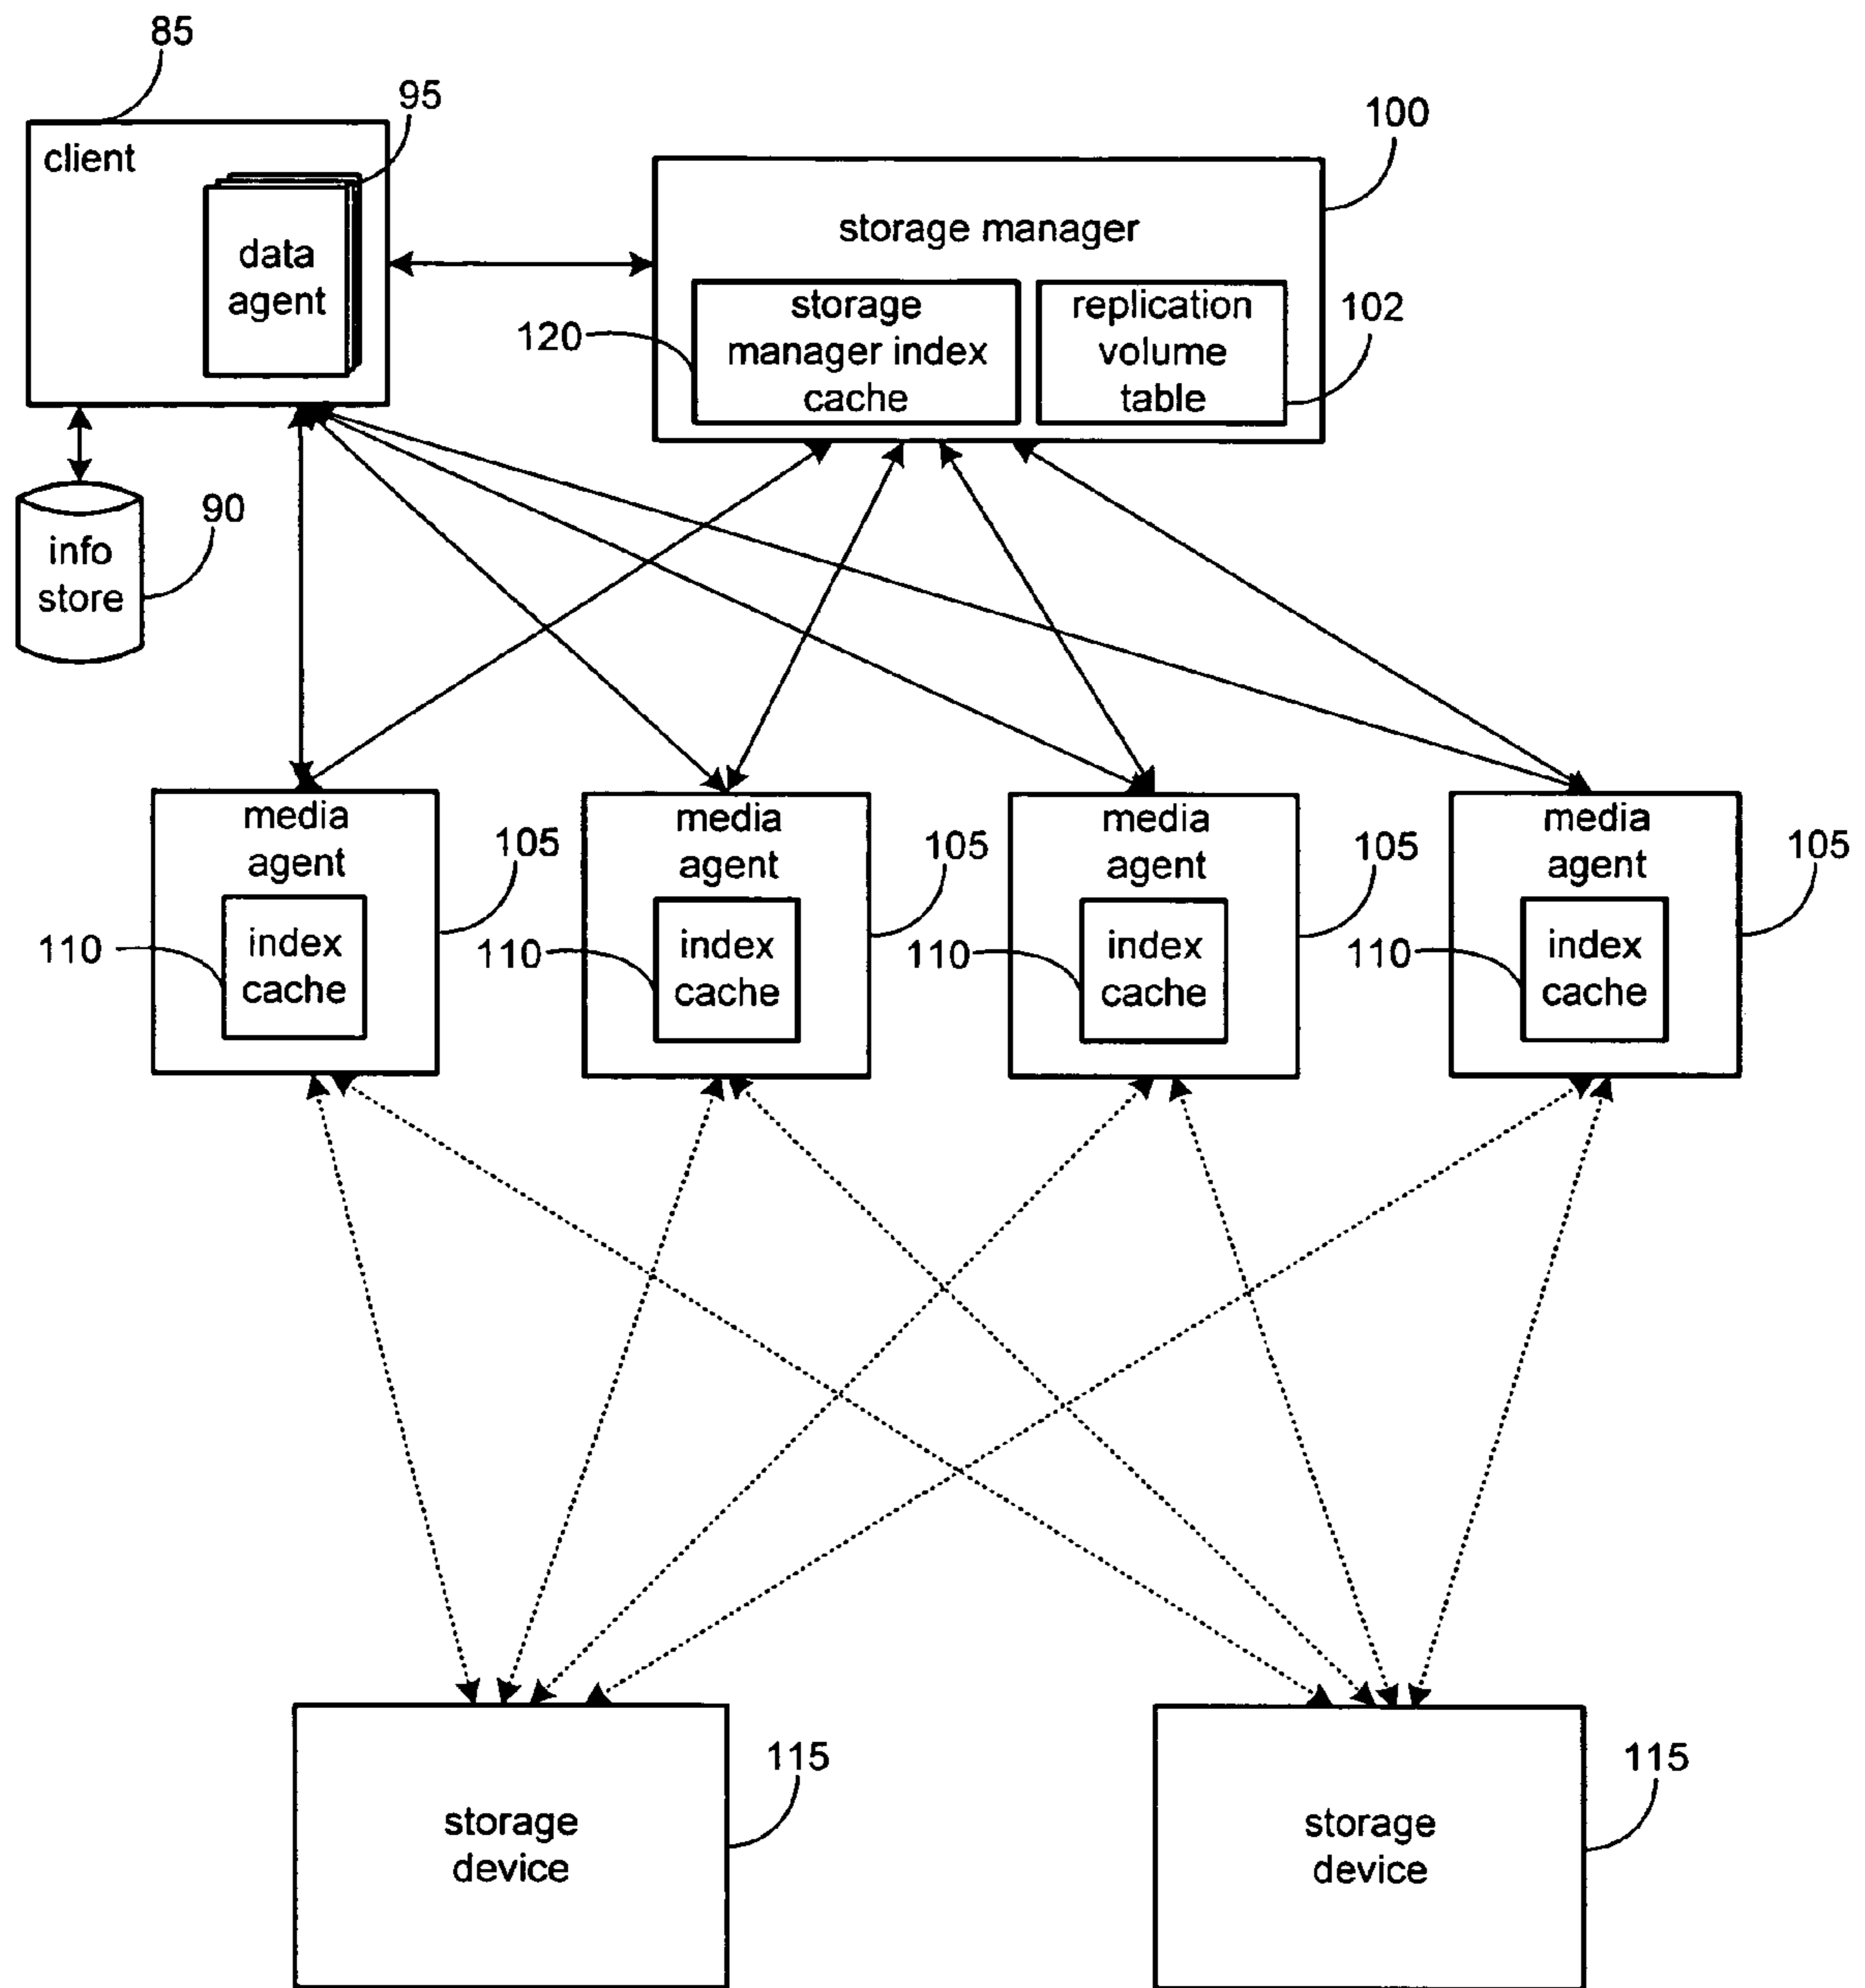 85
95
100
client
data
agent
storage manager
storage
manager index
cache
replication
volume
table
120
102
90
info
store
media
agent
index
cache
105
110
media
agent
index
cache
105
110
media
agent
index
cache
105
110
media
agent
index
cache
105
110
storage
device
115
storage
device
115